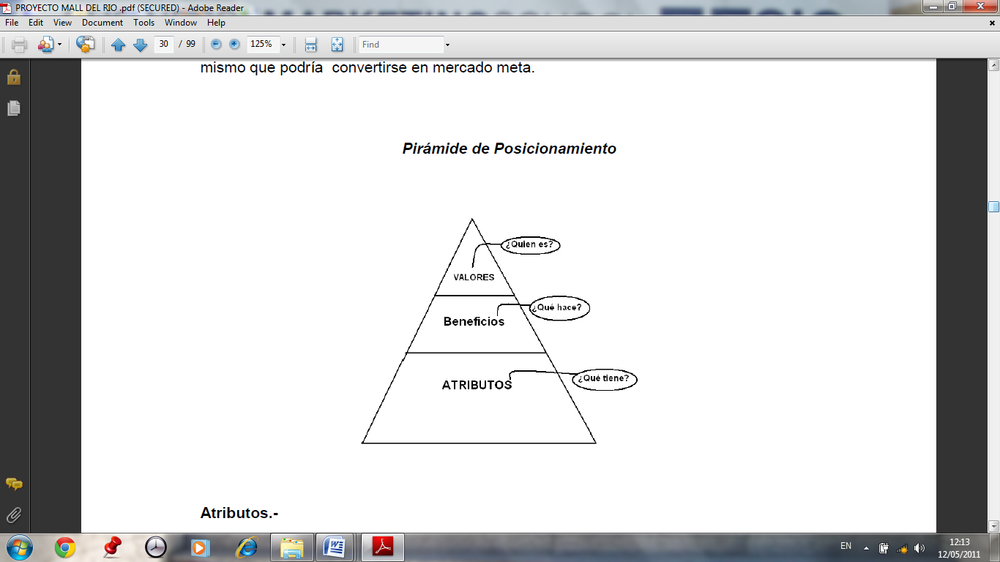 PROYECTO MALL DEL RIO .pdf (SECURED) - Adobe Reader
File Edit View Document Tools Window Help
30 / 99 125% Find
mismo que podría convertirse en mercado meta.
Pirámide de Posicionamiento
¿Quien es?
VALORES
¿Qué hace?
Beneficios
¿Qué tiene?
ATRIBUTOS
Atributos.-
EN
12:13
12/05/2011